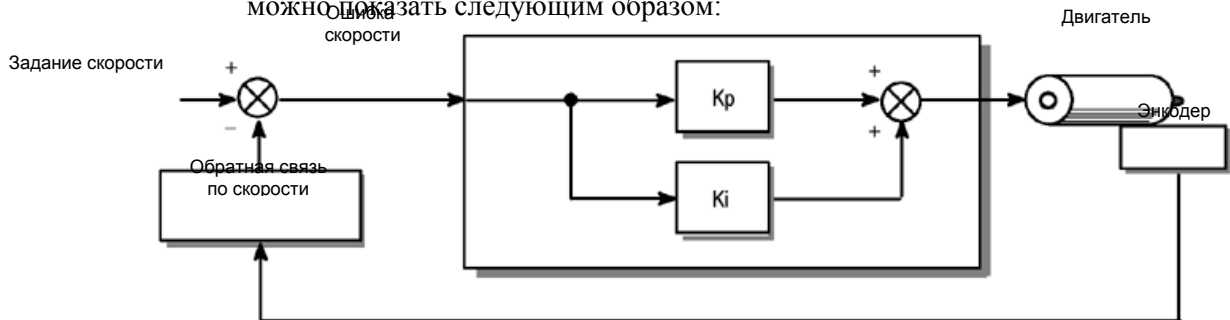 можно показать следующим образом:
Ошибка
скорости
Двигатель
Задание скорости
+
−
Kp
Ki
+
+
Энкодер
Обратная связь
по скорости